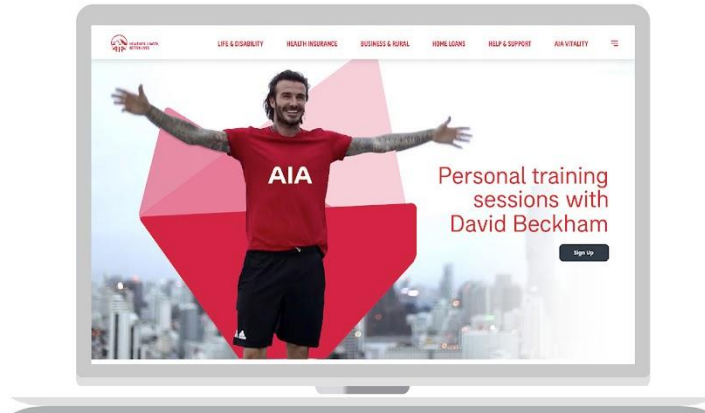 AIA
LIFE & DISABILITY
HEALTH INSURANCE
BUSINESS & RURAL
HOME LOANS
HELP & SUPPORT
AIA VITALITY
AIA
Personal training
sessions with
David Beckham
Sign Up